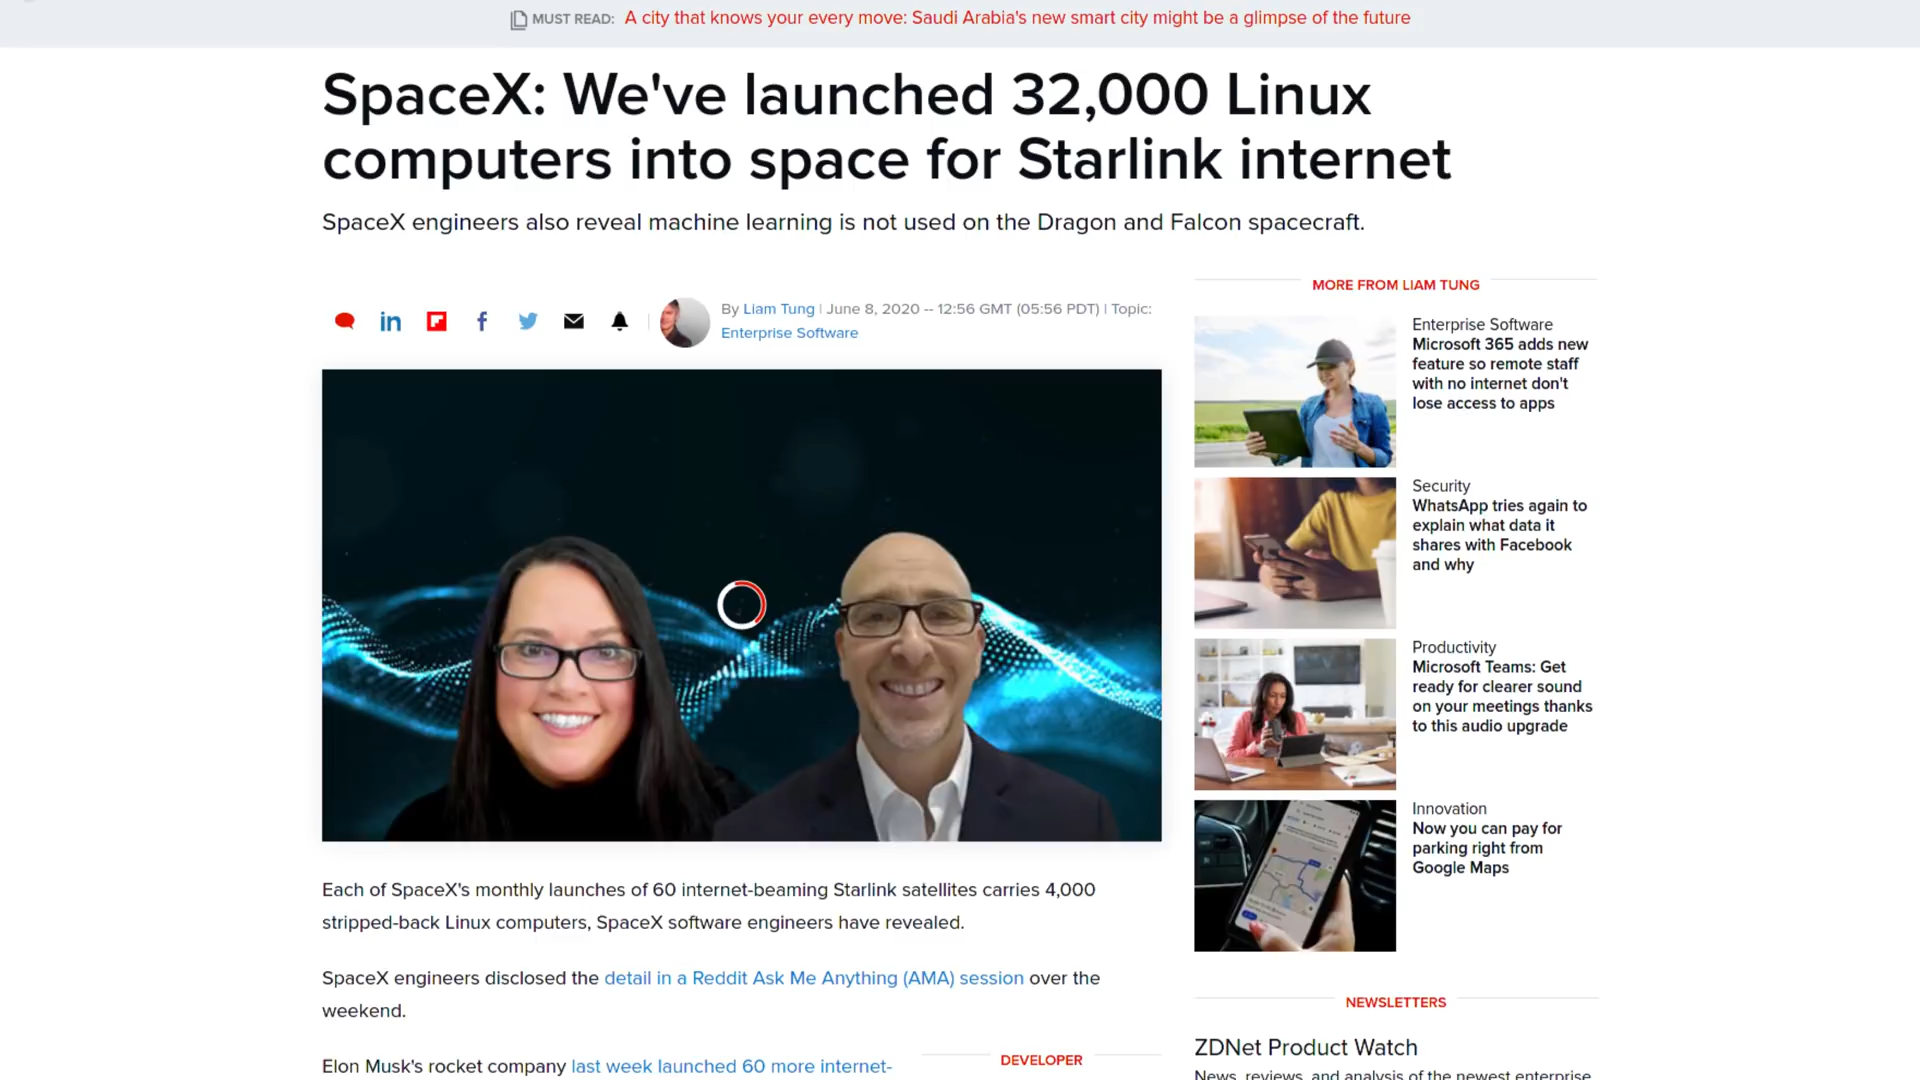 MUST READ: A city that knows your every move: Saudi Arabia's new smart city might be a glimpse of the future
SpaceX: We've launched 32,000 Linux
computers into space for Starlink internet
SpaceX engineers also reveal machine learning is not used on the Dragon and Falcon spacecraft.
By Liam Tung | June 8, 2020 -- 12:56 GMT (05:56 PDT) | Topic:
Enterprise Software
Each of SpaceX's monthly launches of 60 internet-beaming Starlink satellites carries 4,000
stripped-back Linux computers, SpaceX software engineers have revealed.
SpaceX engineers disclosed the detail in a Reddit Ask Me Anything (AMA) session over the
weekend.
Elon Musk's rocket company last week launched 60 more internet-
DEVELOPER
MORE FROM LIAM TUNG
Enterprise Software
Microsoft 365 adds new
feature so remote staff
with no internet don't
lose access to apps
Security
WhatsApp tries again to
explain what data it
shares with Facebook
and why
Productivity
Microsoft Teams: Get
ready for clearer sound
on your meetings thanks
to this audio upgrade
Innovation
Now you can pay for
parking right from
Google Maps
NEWSLETTERS
ZDNet Product Watch
News, reviews, and analysis of the newest enterprise